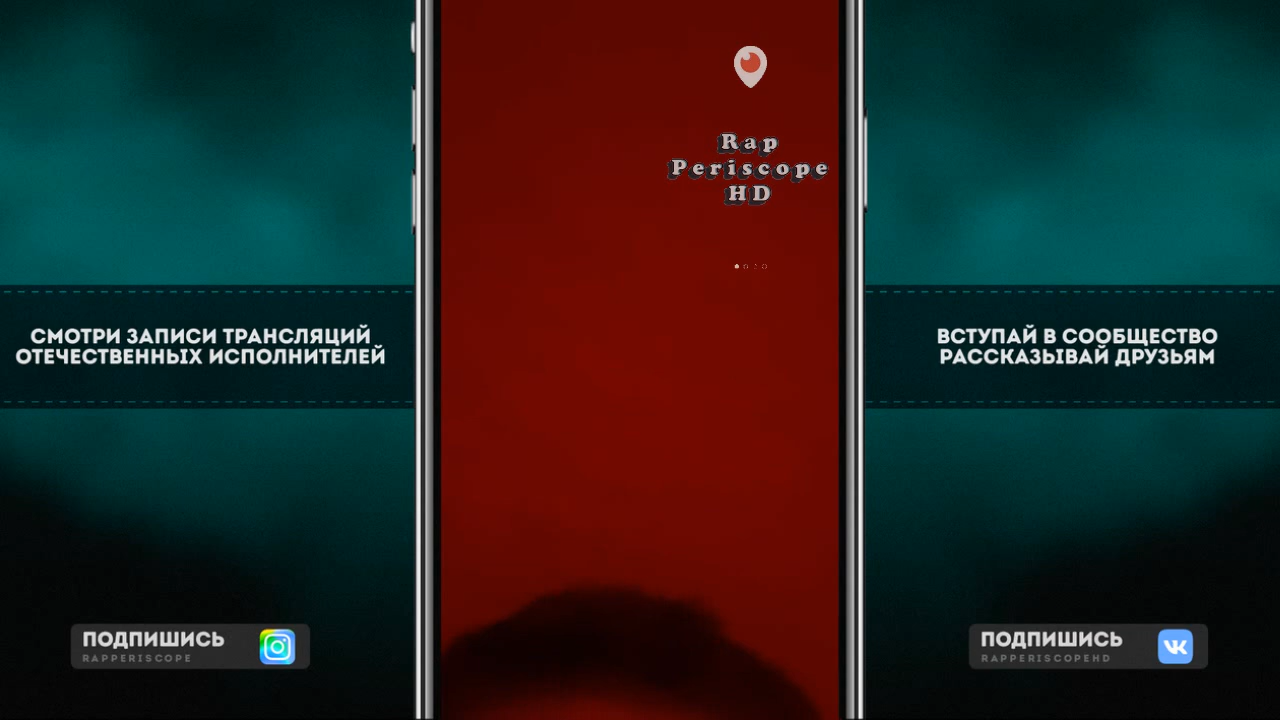 Rap
Periscope
HD
СМОТРИ ЗАПИСИ ТРАНСЛЯЦИЙ
ОТЕЧЕСТВЕННЫХ ИСПОЛНИТЕЛЕЙ
ВСТУПАЙ В СООБЩЕСТВО
РАССКАЗЫВАЙ ДРУЗЬЯМ
ПОДПИШИСЬ
RAPPERISCOPE
ПОДПИШИСЬ
RAPPERISCOPEHD